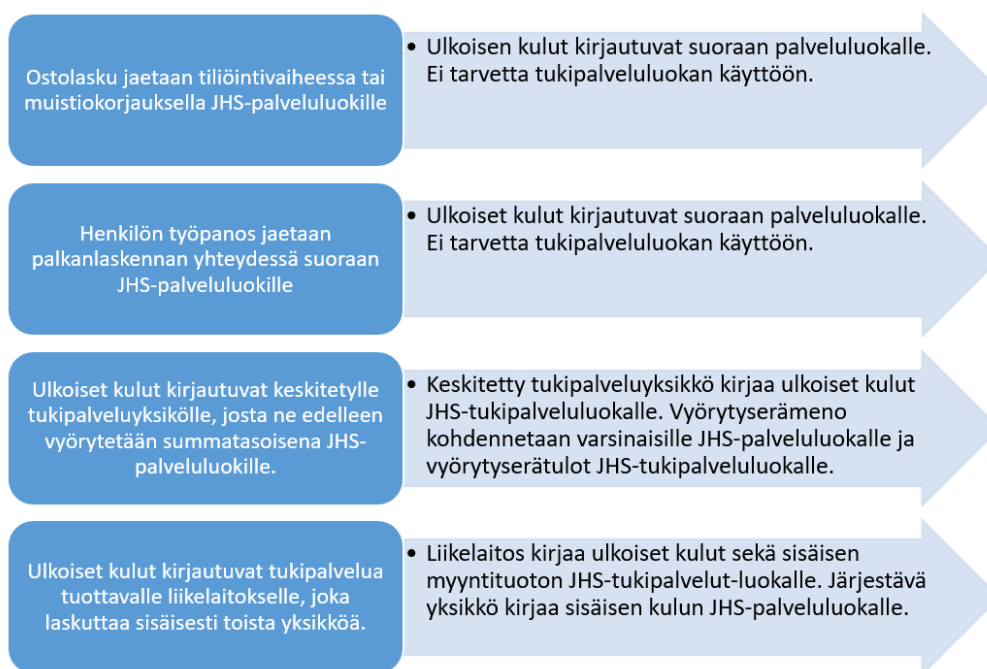 Ostolasku jaetaan tiliöintivaiheessa tai
muistiokorjauksella JHS-palveluluokille
• Ulkoisen kulut kirjautuvat suoraan palveluluokalle.
Ei tarvetta tukipalveluluokan käyttöön.
Henkilön työpanos jaetaan
palkanlaskennan yhteydessä suoraan
JHS-palveluluokille
• Ulkoiset kulut kirjautuvat suoraan palveluluokalle.
Ei tarvetta tukipalveluluokan käyttöön.
Ulkoiset kulut kirjautuvat keskitetylle
tukipalveluyksikölle, josta ne edelleen
vyörytetään summatasoisena JHS-
palveluluokille.
• Keskitetty tukipalveluyksikkö kirjaa ulkoiset kulut
JHS-tukipalveluluokalle. Vyörytyserämeno
kohdennetaan varsinaisille JHS-palveluluokalle ja
vyörytyserätulot JHS-tukipalveluluokalle.
Ulkoiset kulut kirjautuvat tukipalvelua
tuottavalle liikelaitokselle, joka
laskuttaa sisäisesti toista yksikköä.
• Liikelaitos kirjaa ulkoiset kulut sekä sisäisen
myyntituoton JHS-tukipalvelut-luokalle. Järjestävä
yksikkö kirjaa sisäisen kulun JHS-palveluluokalle.